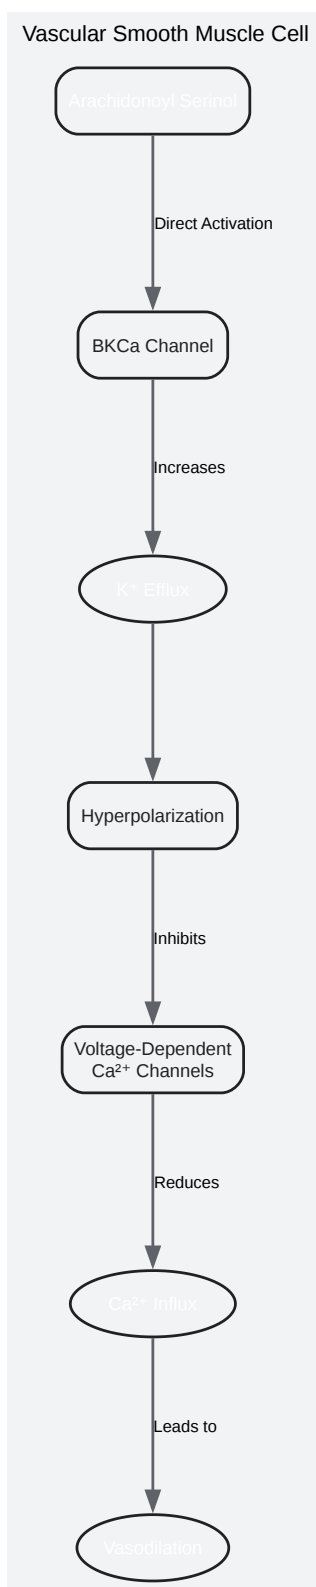 Vascular Smooth Muscle Cell
Arachidonoyl Serinol
Direct Activation
BKCa Channel
Increases
K⁺ Efflux
Hyperpolarization
Inhibits
Voltage-Dependent
Ca²⁺ Channels
Reduces
Ca²⁺ Influx
Leads to
Vasodilation